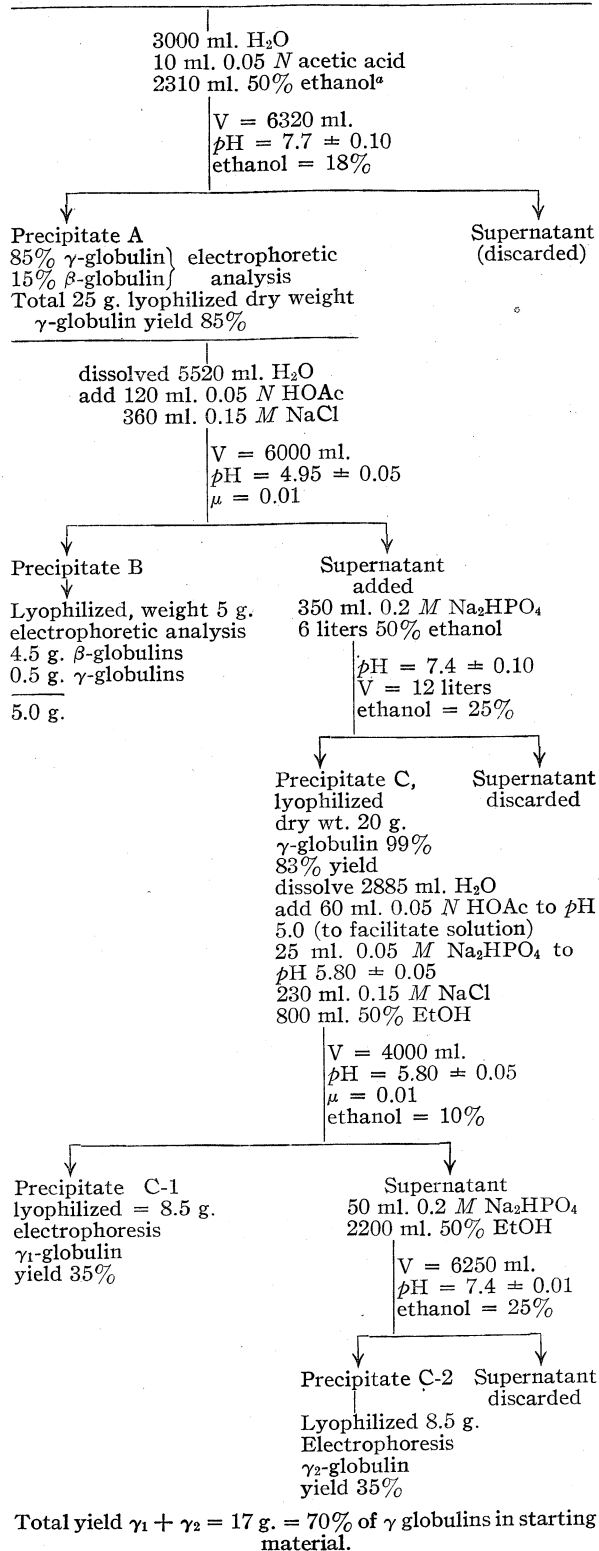 3000 ml. H₂O
10 ml. 0.05 N acetic acid
2310 ml. 50% ethanolᵃ
V = 6320 ml.
pH = 7.7 ± 0.10
ethanol = 18%
Precipitate A
85% γ-globulin} electrophoretic
15% β-globulin} analysis
Total 25 g. lyophilized dry weight
γ-globulin yield 85%
Supernatant
(discarded)
dissolved 5520 ml. H₂O
add 120 ml. 0.05 N HOAc
360 ml. 0.15 M NaCl
V = 6000 ml.
pH = 4.95 ± 0.05
μ = 0.01
Precipitate B
Lyophilized, weight 5 g.
electrophoretic analysis
4.5 g. β-globulins
0.5 g. γ-globulins
5.0 g.
Supernatant
added
350 ml. 0.2 M Na₂HPO₄
6 liters 50% ethanol
pH = 7.4 ± 0.10
V = 12 liters
ethanol = 25%
Precipitate C,
lyophilized
dry wt. 20 g.
γ-globulin 99%
83% yield
dissolve 2885 ml. H₂O
add 60 ml. 0.05 N HOAc to pH
5.0 (to facilitate solution)
25 ml. 0.05 M Na₂HPO₄ to
pH 5.80 ± 0.05
230 ml. 0.15 M NaCl
800 ml. 50% EtOH
Supernatant
discarded
V = 4000 ml.
pH = 5.80 ± 0.05
μ = 0.01
ethanol = 10%
Precipitate C-1
lyophilized = 8.5 g.
electrophoresis
γ₁-globulin
yield 35%
Supernatant
50 ml. 0.2 M Na₂HPO₄
2200 ml. 50% EtOH
V = 6250 ml.
pH = 7.4 ± 0.01
ethanol = 25%
Precipitate C-2
Lyophilized 8.5 g.
Electrophoresis
γ₂-globulin
yield 35%
Supernatant
discarded
Total yield γ₁ + γ₂ = 17 g. = 70% of γ globulins in starting
material.